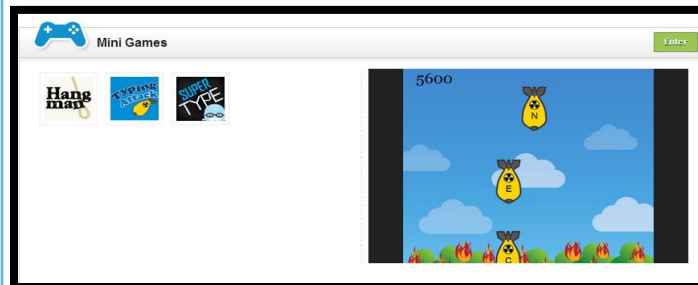 Mini Games
Enter
Hang
man
Typing
Attack
SUPER
TYPE
5600
N
E
C